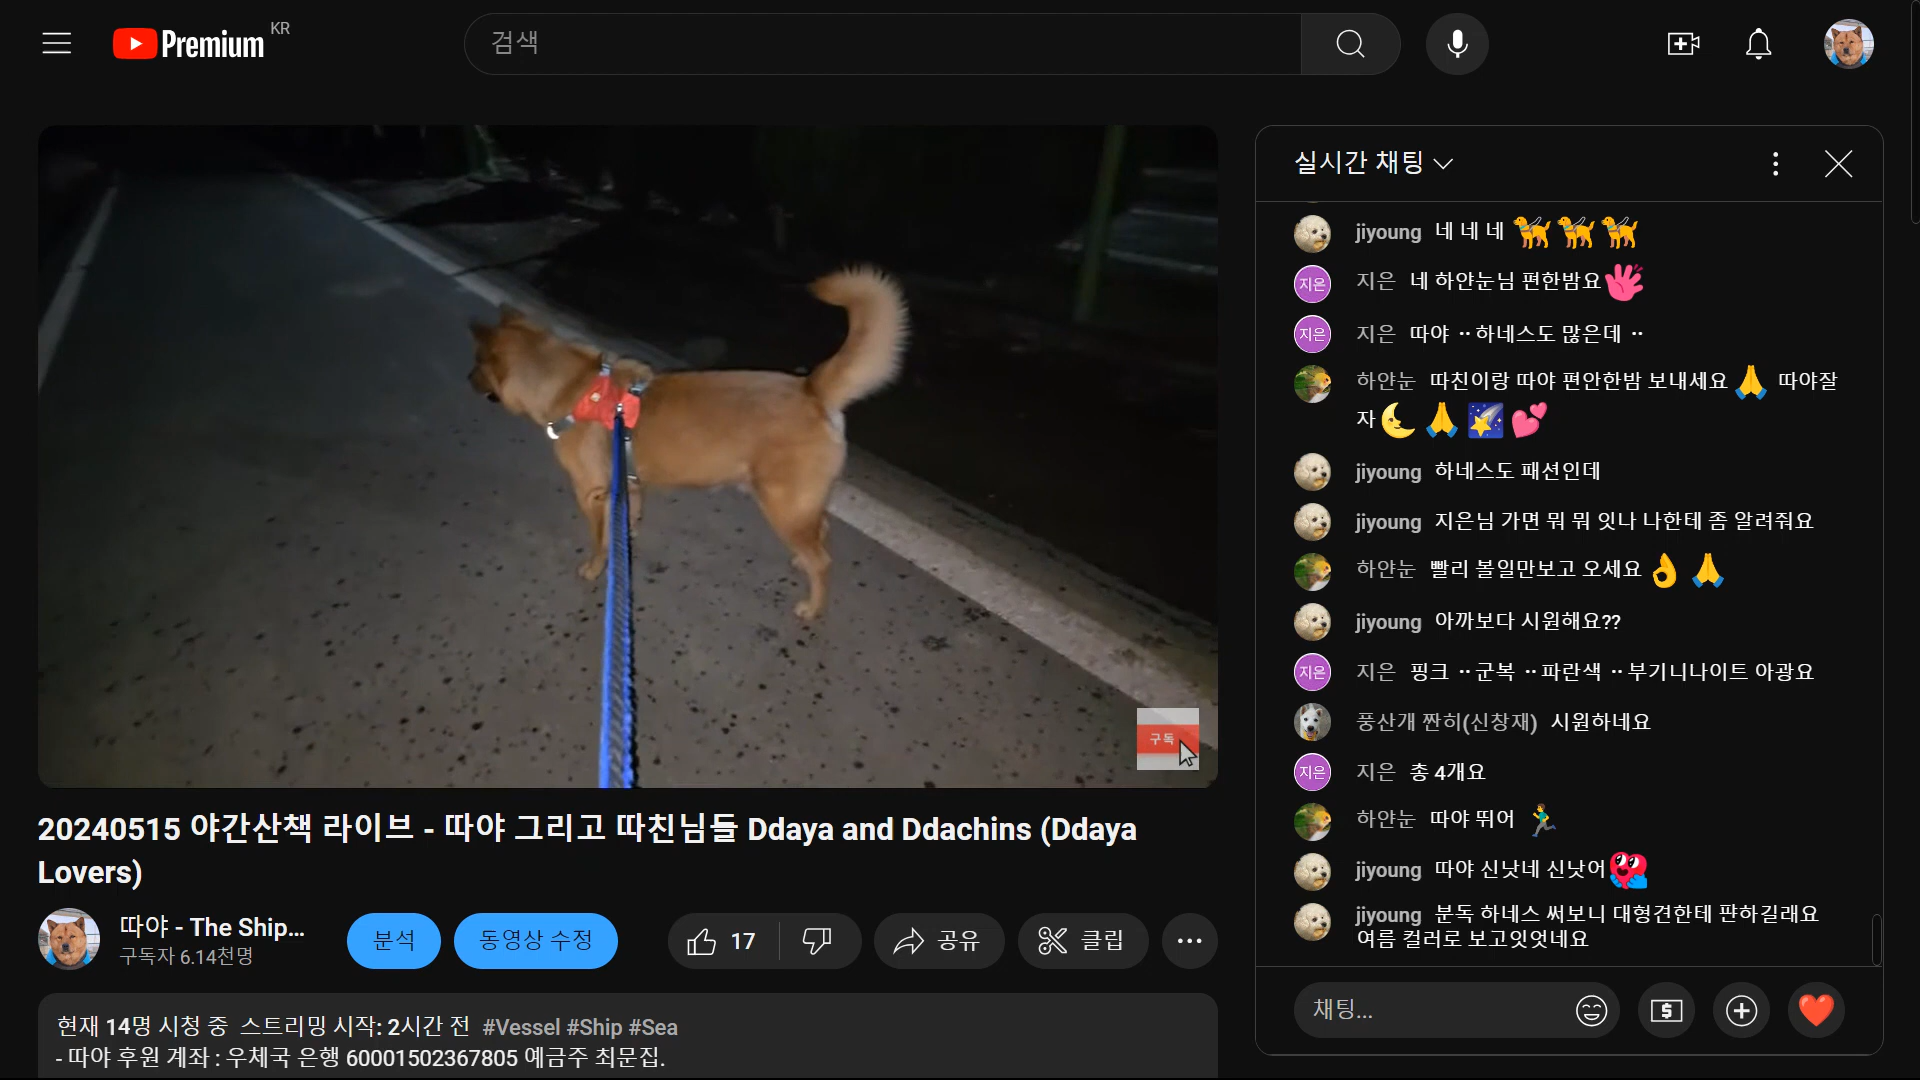 Premium KR
검색
실시간 채팅
jiyoung 네 네 네
지은 지은 네 하얀눈님 편한밤요
지은 지은 따야 ··하네스도 많은데 ··
하얀눈 따친이랑 따야 편안한밤 보내세요🙏 따야잘
자🌜🙏🌠💕
jiyoung 하네스도 패션인데
jiyoung 지은님 가면 뭐 뭐 잇나 나한테 좀 알려줘요
하얀눈 빨리 볼일만보고 오세요👌🙏
jiyoung 아까보다 시원해요??
지은 지은 핑크 ··군복 ··파란색 ··부기니나이트 아광요
풍산개 짠히(신창재) 시원하네요
지은 지은 총 4개요
하얀눈 따야 뛰어 🏃‍♂️
jiyoung 따야 신낫네 신낫어
jiyoung 분독 하네스 써보니 대형견한테 퍈하길래요
여름 컬러로 보고잇엇네요
채팅...
구독
20240515 야간산책 라이브 - 따야 그리고 따친님들 Ddaya and Ddachins (Ddaya
Lovers)
따야 - The Ship...
구독자 6.14천명
분석
동영상 수정
17
공유
클립
현재 14명 시청 중 스트리밍 시작: 2시간 전 #Vessel #Ship #Sea
- 따야 후원 계좌 : 우체국 은행 60001502367805 예금주 최문집.